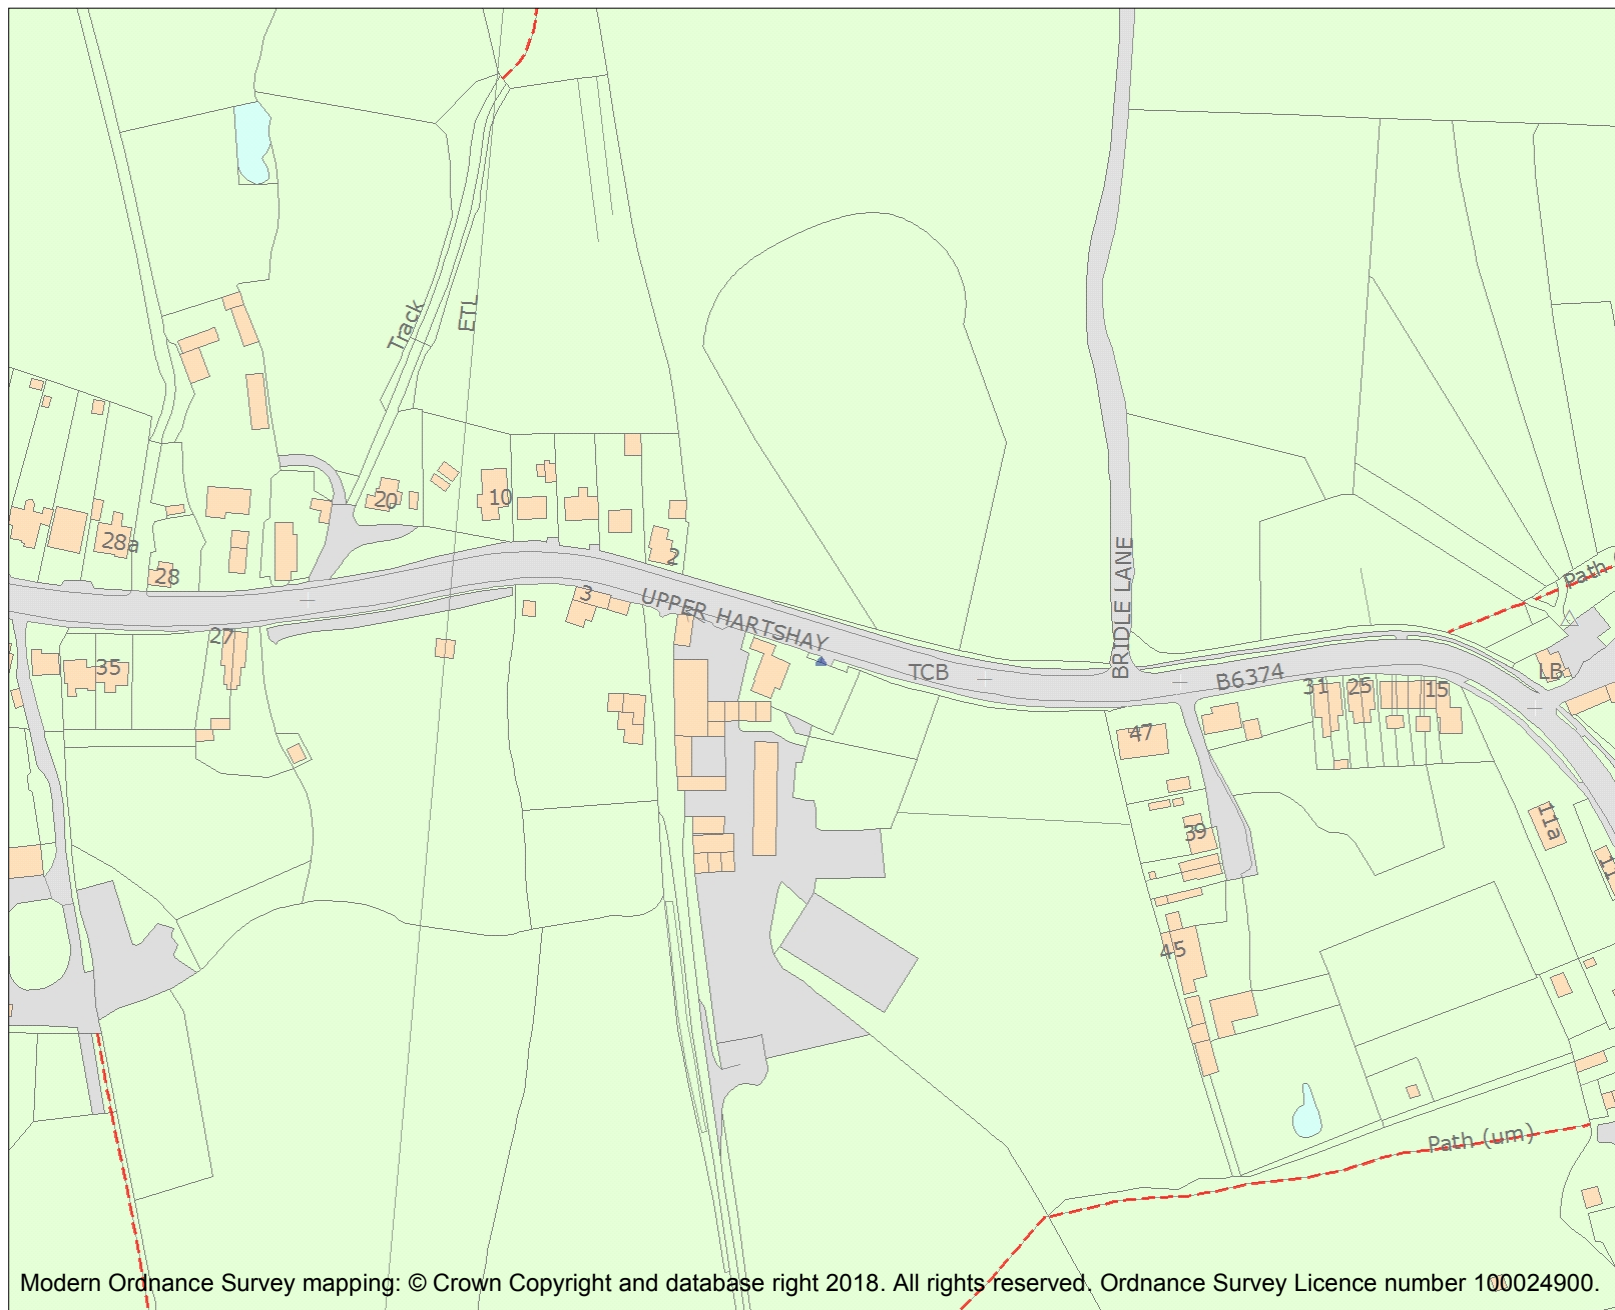 Track
ETL
20
10
28a
28
2
3
27
35
UPPER HARTSHAY
TCB
BRIDLE LANE
B6374
Path
LB
31
25
15
47
39
45
11a
11
Path (um)
Modern Ordnance Survey mapping: © Crown Copyright and database right 2018. All rights reserved. Ordnance Survey Licence number 100024900.